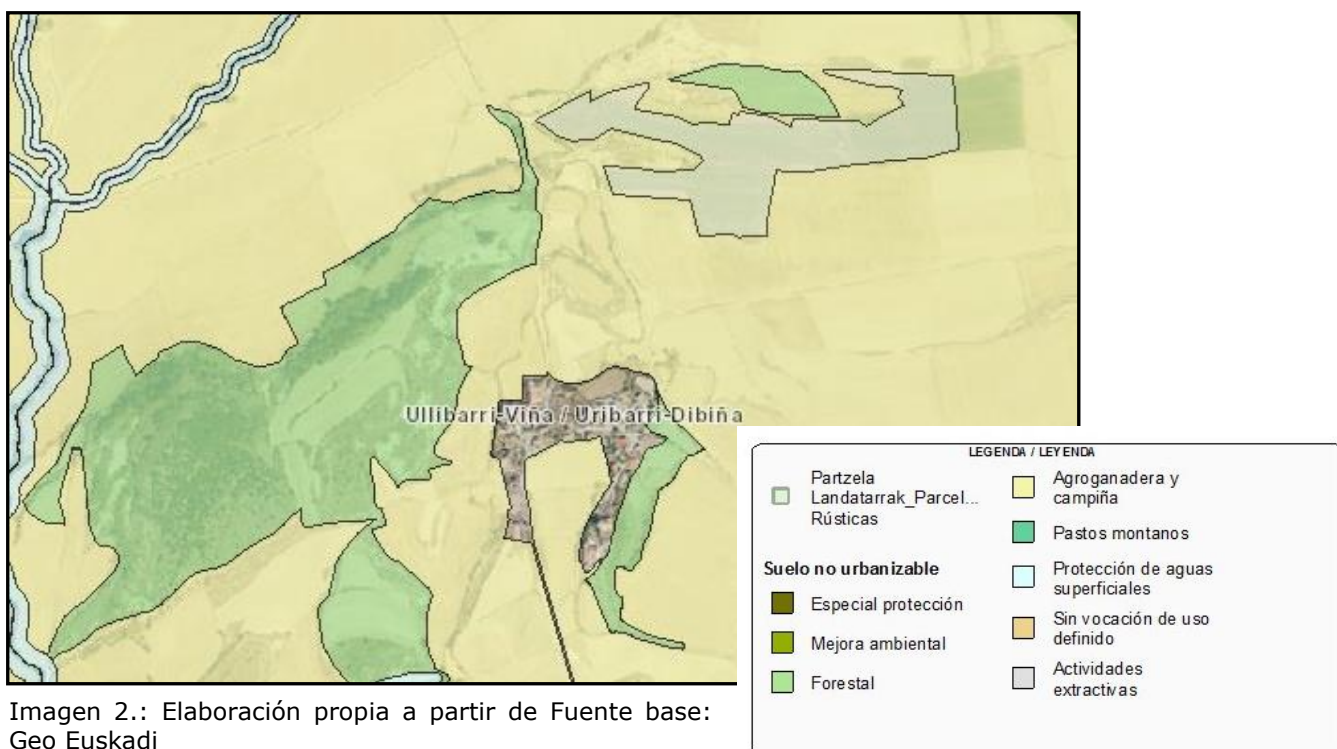 Ullibarri-Viña / Uribarri-Dibiña
LEGENDA / LEYENDA
Partzela
Landatarrak_Parcel...
Rústicas
Suelo no urbanizable
Especial protección
Mejora ambiental
Forestal
Agroganadera y
campiña
Pastos montanos
Protección de aguas
superficiales
Sin vocación de uso
definido
Actividades
extractivas
Imagen 2.: Elaboración propia a partir de Fuente base:
Geo Euskadi